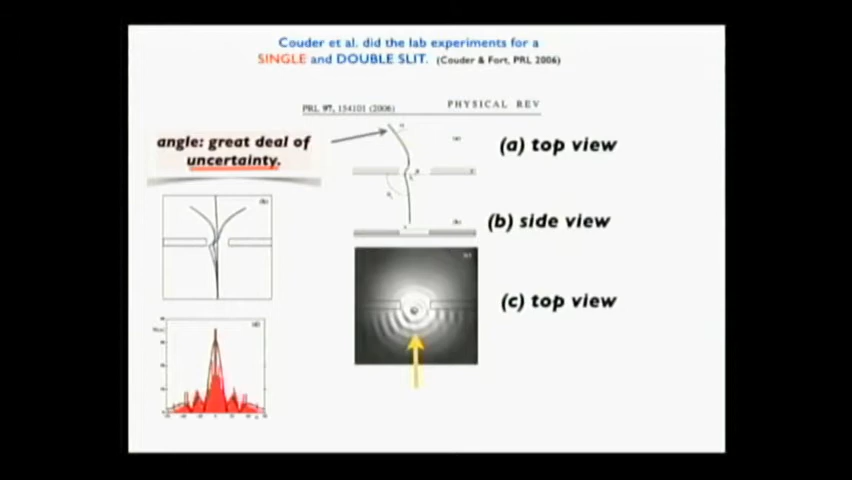 Couder et al. did the lab experiments for a
SINGLE and DOUBLE SLIT. (Couder & Fort, PRL 2006)
PRL 97, 154101 (2006) PHYSICAL REV
angle: great deal of
uncertainty.
(a) top view
(b) side view
(c) top view